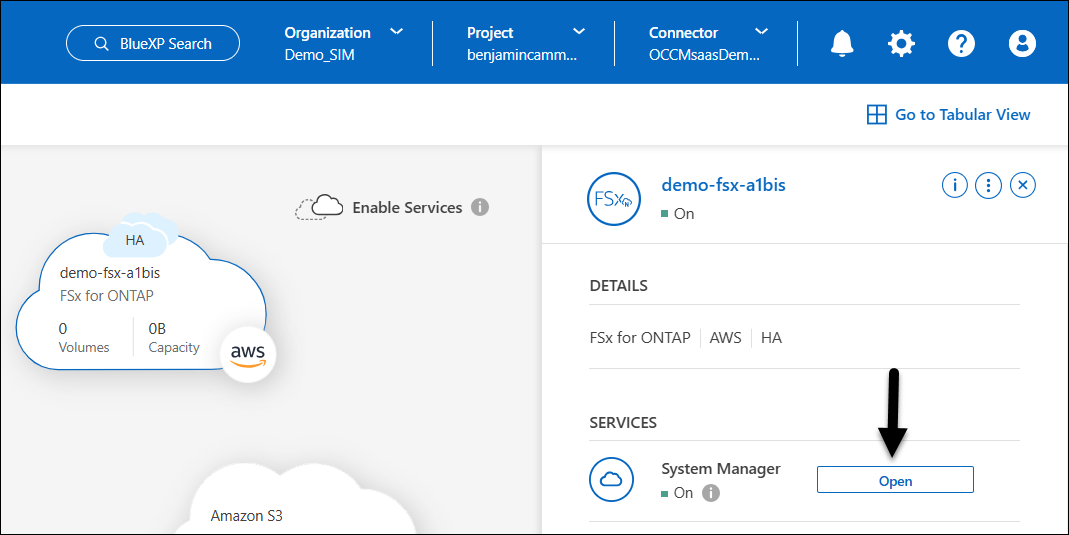 BlueXP Search
Organization
Demo_SIM
Project
benjamincamm...
Connector
OCCMsaasDem...
Go to Tabular View
Enable Services
HA
demo-fsx-a1bis
FSx for ONTAP
0
Volumes
0B
Capacity
aws
Amazon S3
FSxN
demo-fsx-a1bis
On
DETAILS
FSx for ONTAP
AWS
HA
SERVICES
System Manager
On
Open